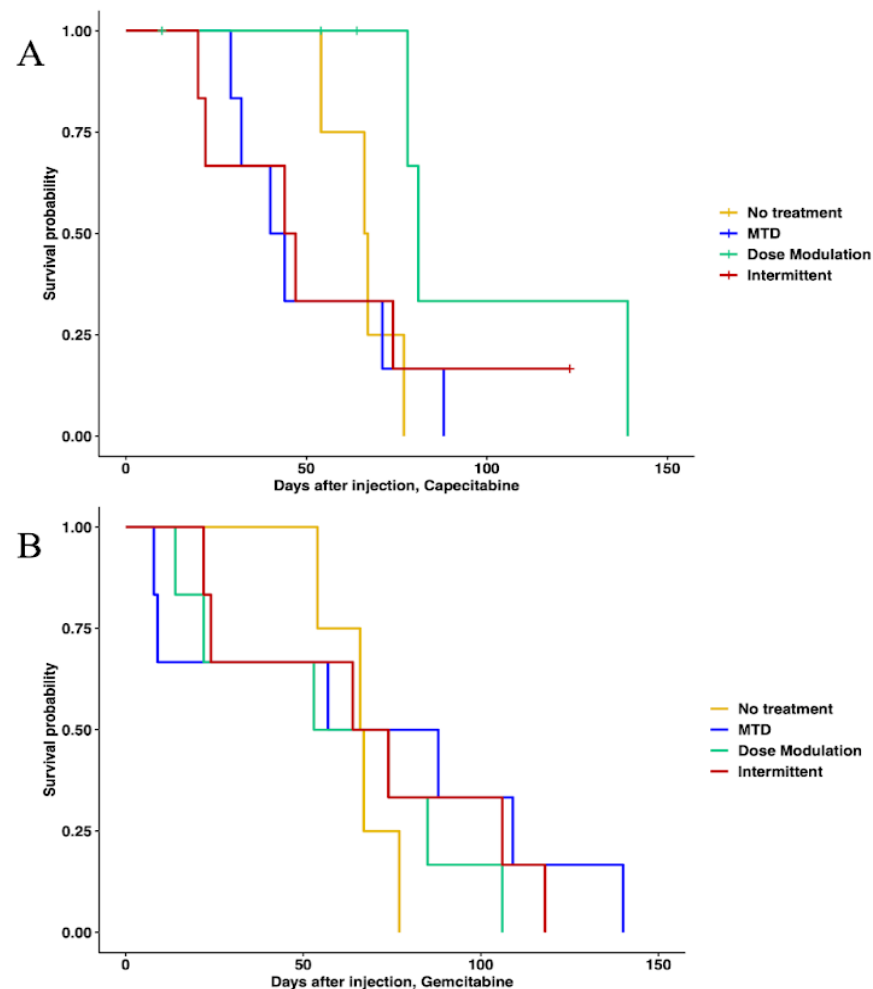 A
1.00
0.75
0.50
0.25
0.00
Survival probability
0
50
100
150
Days after injection, Capecitabine
No treatment
MTD
Dose Modulation
Intermittent
B
1.00
0.75
0.50
0.25
0.00
Survival probability
0
50
100
150
Days after injection, Gemcitabine
No treatment
MTD
Dose Modulation
Intermittent